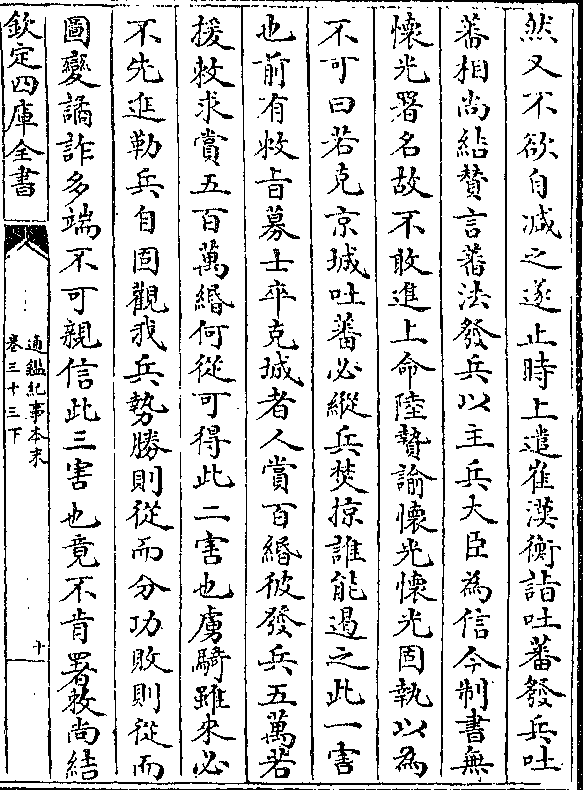 然又不欲自减之遂止時上遣崔漢衡詣吐蕃發兵吐
蕃相尚結贊言蕃法發兵以主兵大臣為信今制書無
懷光署名故不敢進上命陸贄諭懷光懷光固執以為
不可曰若克京城吐蕃必縱兵焚掠誰能遏之此一害
也前有敕旨募士卒克城者人賞百緡彼發兵五萬若
援敕求賞五百萬緡何從可得此二害也虜騎雖來必
不先進勒兵自固觀我兵勢勝則從而分功敗則從而
圖變譎詐多端不可親信此三害也竟不肯署敕尚結
欽定四庫全書
通鑑紀事本末
卷三十三下
十